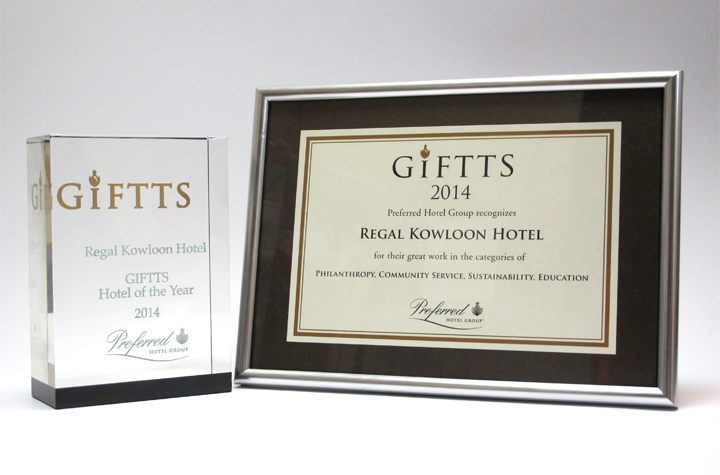 GiFTTS
Regal Kowloon Hotel
GIFTTS
Hotel of the Year
2014
Preferred
HOTEL GROUP
GiFTTS
2014
Preferred Hotel Group recognizes
REGAL KOWLOON HOTEL
for their great work in the categories of
PHILANTHROPY, COMMUNITY SERVICE, SUSTAINABILITY, EDUCATION
Preferred
HOTEL GROUP